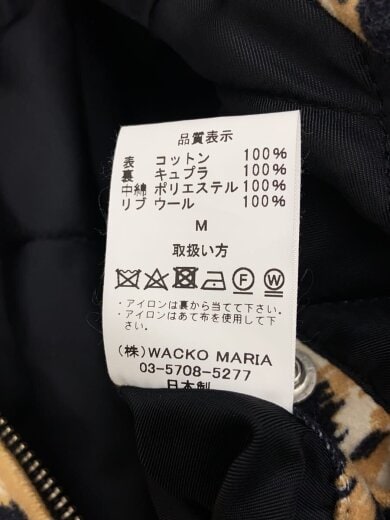 品質表示
表 コットン 100%
裏 キュプラ 100%
中綿 ポリエステル 100%
リブ ウール 100%
M
取扱い方
F W
・アイロンは裏から当てて下さい。
・アイロンはあて布を使用して下
さい。
(株)WACKO MARIA
03-5708-5277
日本製